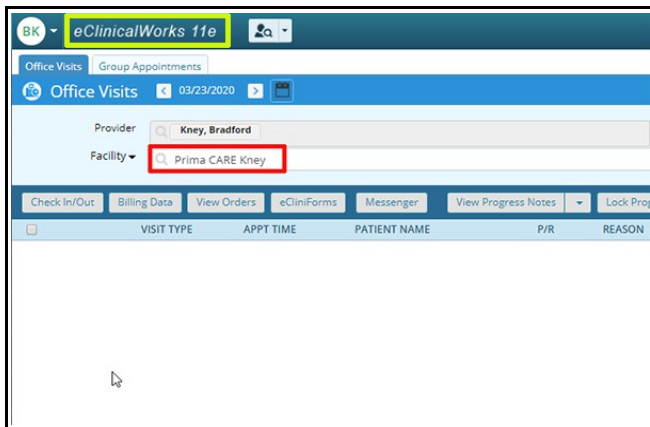 BK eClinicalWorks 11e
Office Visits Group Appointments
Office Visits 03/23/2020
Provider Kney, Bradford
Facility Prima CARE Kney
Check In/Out Billing Data View Orders eCliniForms Messenger View Progress Notes Lock Prog
VISIT TYPE APPT TIME PATIENT NAME P/R REASON